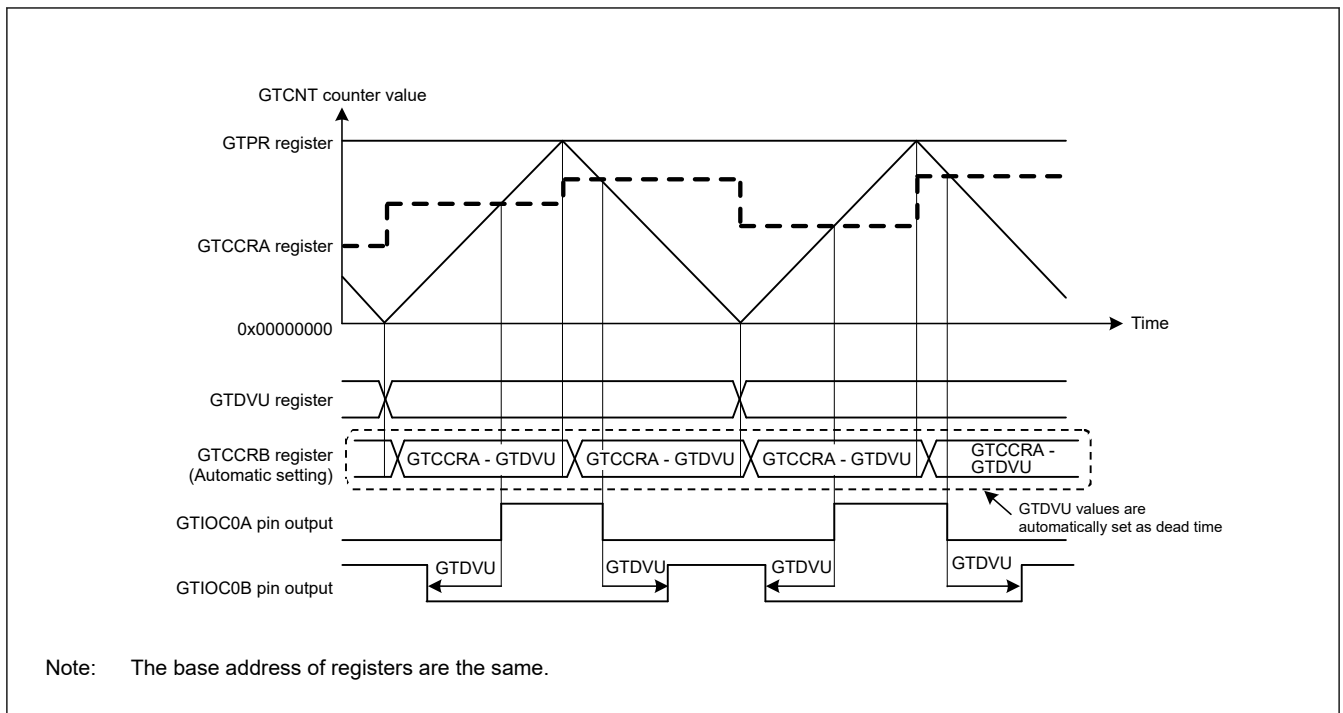 GTCNT counter value
GTPR register
GTCCRA register
0x00000000
Time
GTDVU register
GTCCRB register
(Automatic setting)
GTCCRA - GTDVU
GTCCRA - GTDVU
GTCCRA - GTDVU
GTCCRA -
GTDVU
GTDVU values are
automatically set as dead time
GTIOC0A pin output
GTDVU
GTDVU
GTDVU
GTDVU
GTIOC0B pin output
Note: The base address of registers are the same.